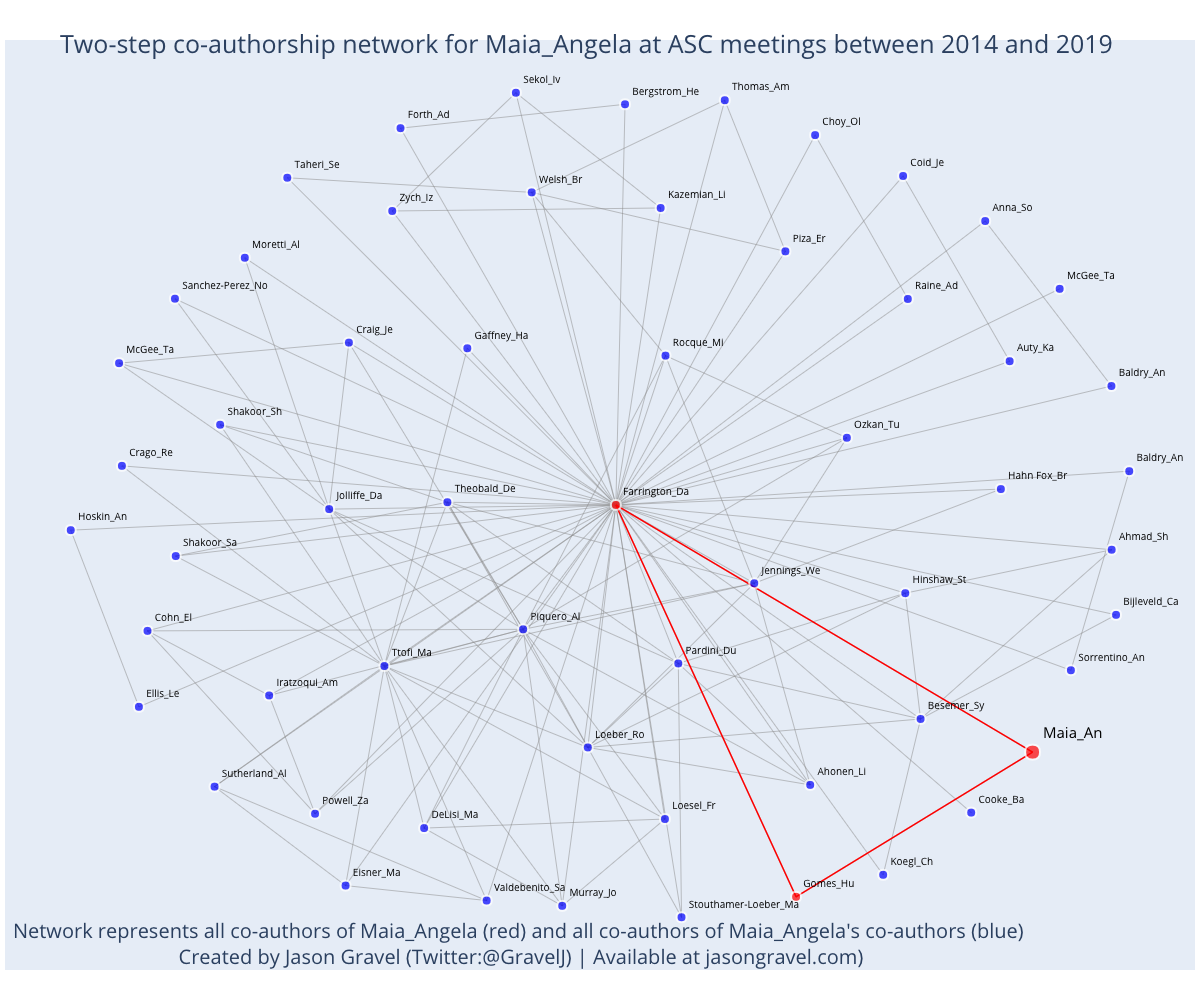 Two-step co-authorship network for Maia_Angela at ASC meetings between 2014 and 2019
Sekol_Iv
Thomas_Am
Bergstrom_He
Forth_Ad
Choy_Ol
Coid_Je
Taheri_Se
Welsh_Br
Zych_Iz
Kazemian_Li
Anna_So
Piza_Er
Moretti_Al
McGee_Ta
Sanchez-Perez_No
Raine_Ad
Craig_Je
Gaffney_Ha
Rocque_Mi
McGee_Ta
Auty_Ka
Baldry_An
Shakoor_Sh
Ozkan_Tu
Crago_Re
Baldry_An
Hahn Fox_Br
Theobald_De
Farrington_Da
Jolliffe_Da
Hoskin_An
Ahmad_Sh
Shakoor_Sa
Jennings_We
Hinshaw_St
Bijleveld_Ca
Cohn_El
Piquero_Al
Ttofi_Ma
Pardini_Du
Sorrentino_An
Iratzoqui_Am
Ellis_Le
Besemer_Sy
Loeber_Ro
Maia_An
Sutherland_Al
Ahonen_Li
Powell_Za
Cooke_Ba
DeLisi_Ma
Loesel_Fr
Koegl_Ch
Eisner_Ma
Gomes_Hu
Valdebenito_Sa
Murray_Jo
Stouthamer-Loeber_Ma
Network represents all co-authors of Maia_Angela (red) and all co-authors of Maia_Angela's co-authors (blue)
Created by Jason Gravel (Twitter:@GravelJ) | Available at jasongravel.com)